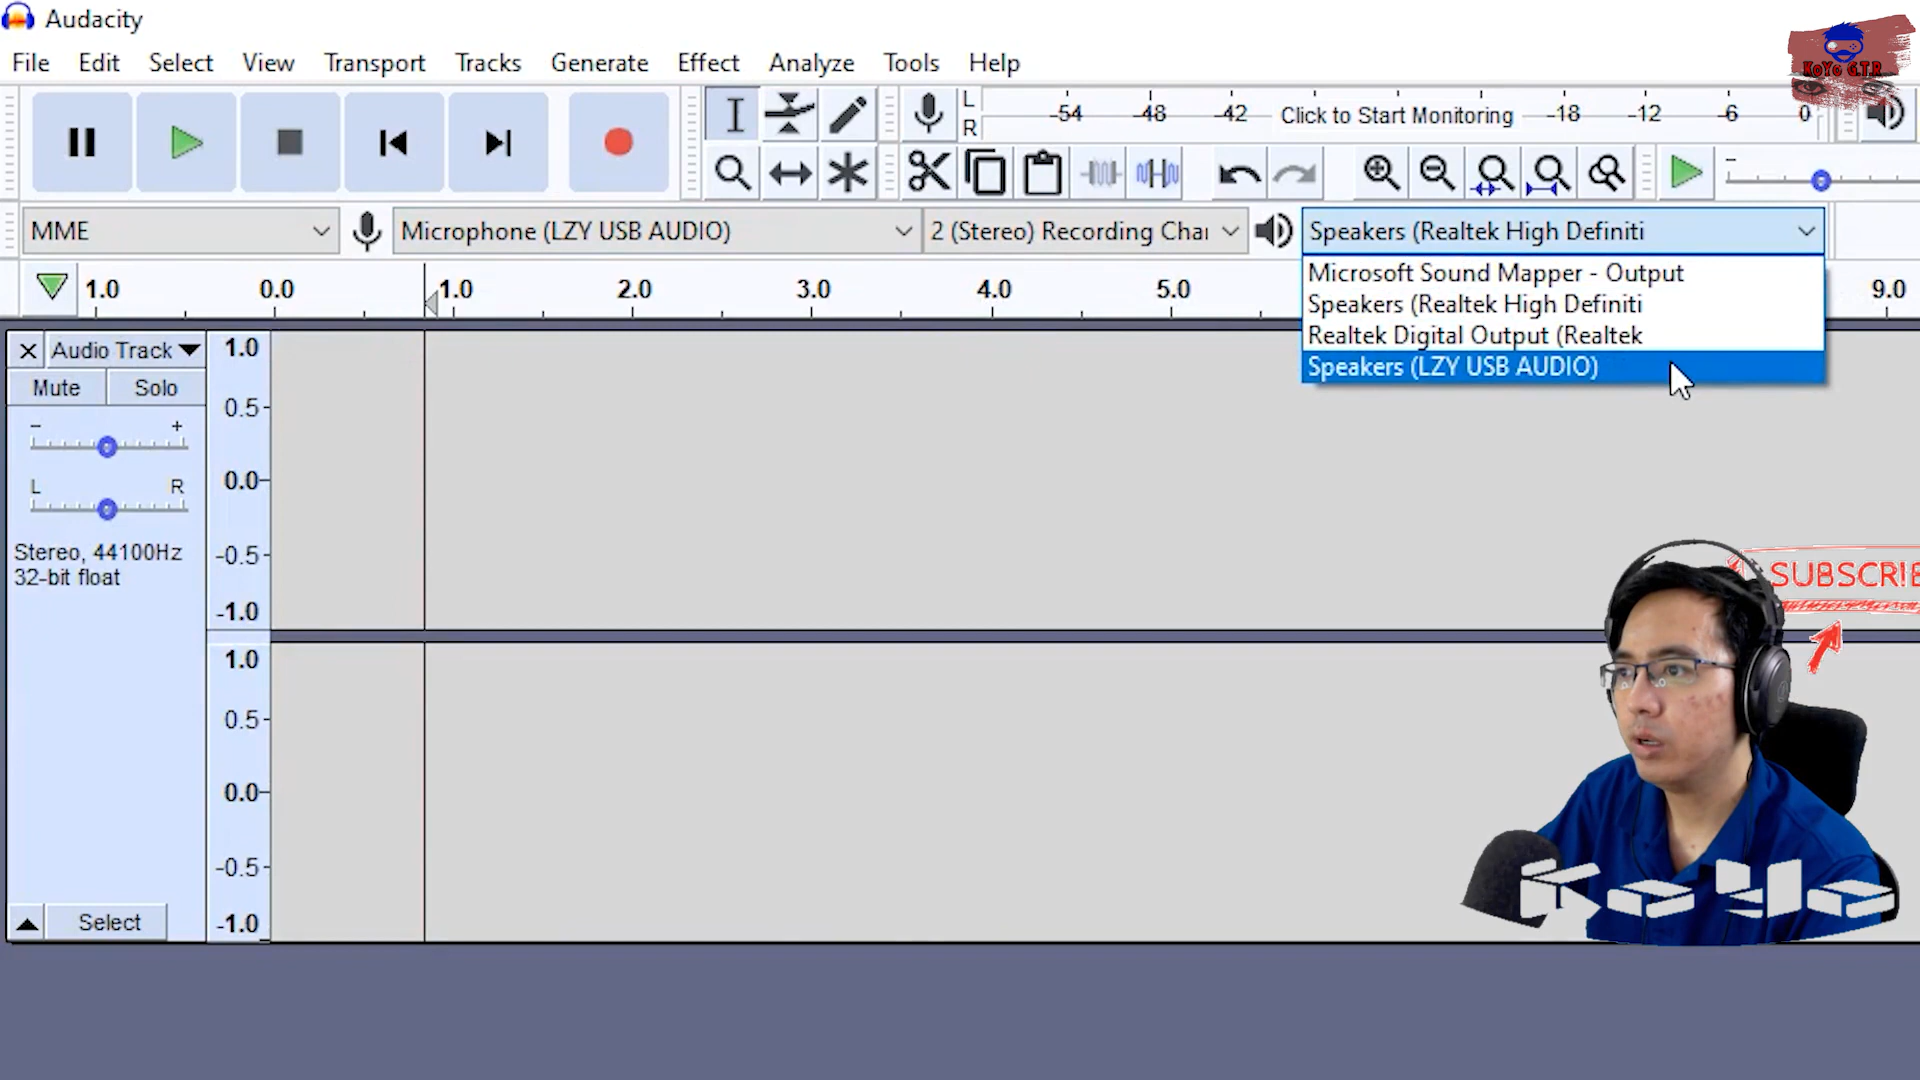 Audacity
File Edit Select View Transport Tracks Generate Effect Analyze Tools Help
KoYo G.T.R
L
R
-54 -48 -42 Click to Start Monitoring -18 -12 -6 0
MME
Microphone (LZY USB AUDIO)
2 (Stereo) Recording Chai
Speakers (Realtek High Definiti
Microsoft Sound Mapper - Output
Speakers (Realtek High Definiti
Realtek Digital Output (Realtek
Speakers (LZY USB AUDIO)
1.0 0.0 1.0 2.0 3.0 4.0 5.0 9.0
Audio Track
Mute Solo
- +
L R
Stereo, 44100Hz
32-bit float
Select
1.0
0.5-
0.0-
-0.5-
-1.0
1.0
0.5-
0.0-
-0.5-
-1.0
SUBSCRIBE
KoYo